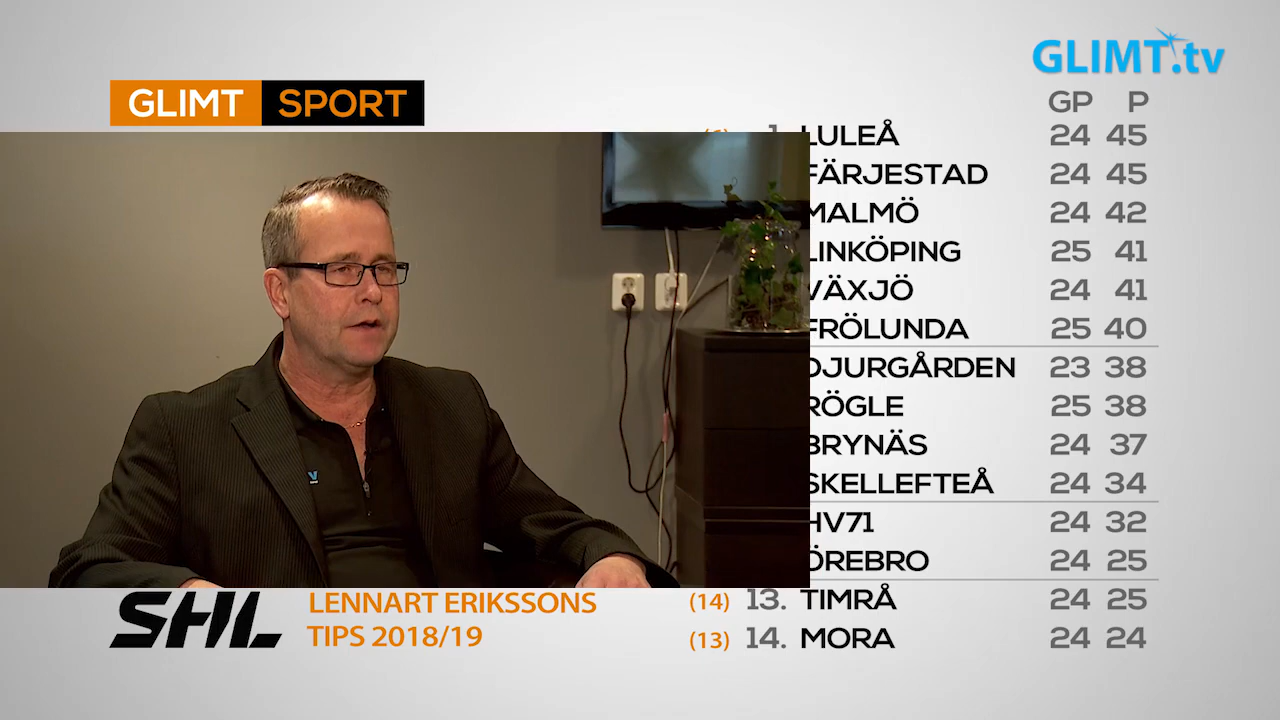 GLIMT.tv
GLIMT SPORT
GP P
LULEÅ 24 45
FÄRJESTAD 24 45
MALMÖ 24 42
LINKÖPING 25 41
VÄXJÖ 24 41
FRÖLUNDA 25 40
DJURGÅRDEN 23 38
RÖGLE 25 38
BRYNÄS 24 37
SKELLEFTEÅ 24 34
HV71 24 32
ÖREBRO 24 25
(14) 13. TIMRÅ 24 25
(13) 14. MORA 24 24
SHL
LENNART ERIKSSONS
TIPS 2018/19